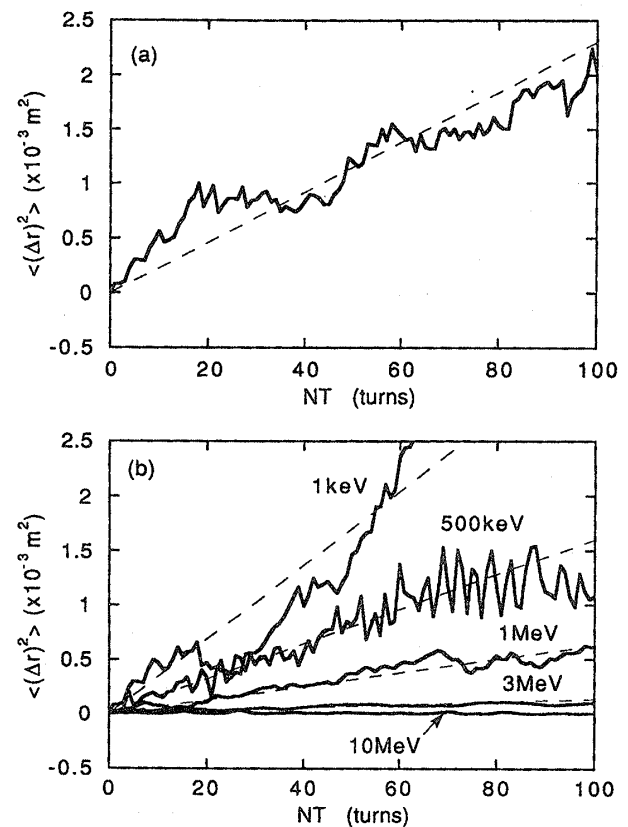 2.5
(a)
2
1.5
1
0.5
0
-0.5
<(Δr)²> (x10⁻³ m²)
0 20 40 60 80 100
NT (turns)
2.5
(b)
1keV
2
500keV
1.5
1
1MeV
0.5
3MeV
0
10MeV
-0.5
<(Δr)²> (x10⁻³ m²)
0 20 40 60 80 100
NT (turns)